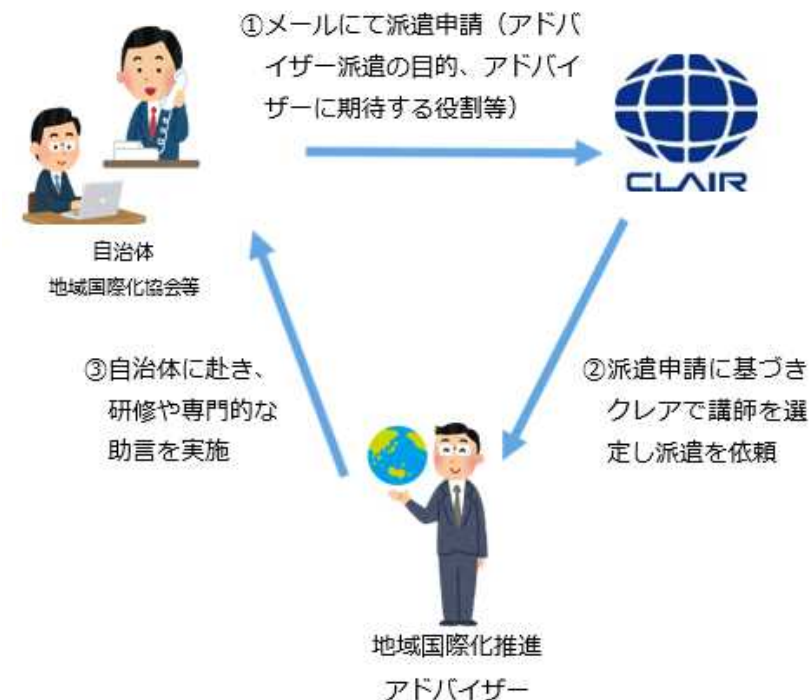 ①メールにて派遣申請（アドバ
イザー派遣の目的、アドバイ
ザーに期待する役割等）
CLAIR
自治体
地域国際化協会等
③自治体に赴き、
研修や専門的な
助言を実施
②派遣申請に基づき
クレアで講師を選
定し派遣を依頼
地域国際化推進
アドバイザー